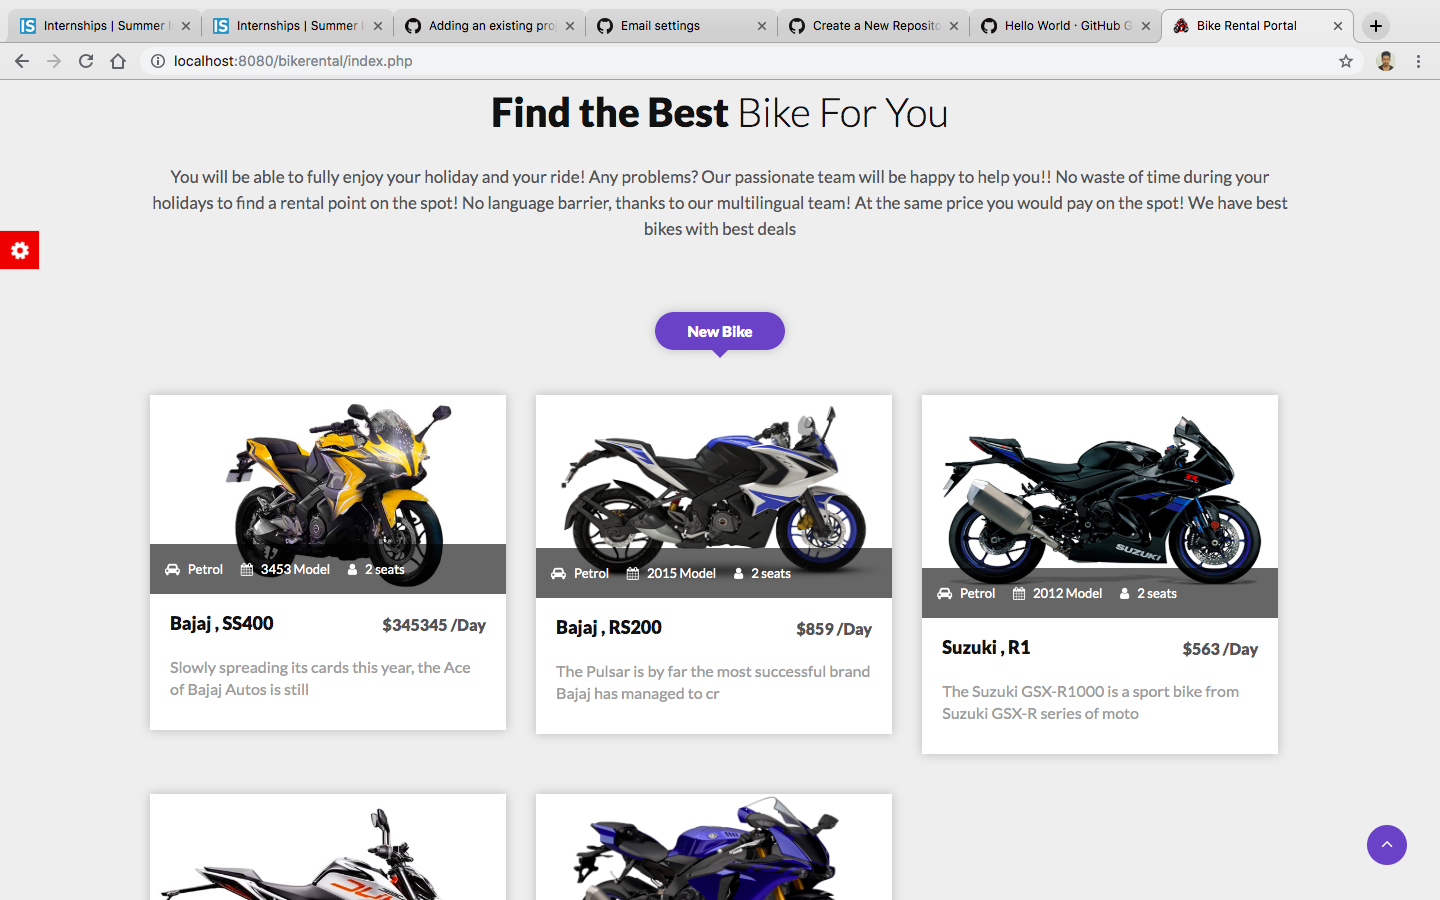 Internships | Summer I
Internships | Summer I
Adding an existing proj
Email settings
Create a New Reposito
Hello World · GitHub G
Bike Rental Portal
localhost:8080/bikerental/index.php
Find the Best Bike For You
You will be able to fully enjoy your holiday and your ride! Any problems? Our passionate team will be happy to help you!! No waste of time during your
holidays to find a rental point on the spot! No language barrier, thanks to our multilingual team! At the same price you would pay on the spot! We have best
bikes with best deals
New Bike
Petrol 3453 Model 2 seats
Bajaj , SS400 $345345 /Day
Slowly spreading its cards this year, the Ace
of Bajaj Autos is still
Petrol 2015 Model 2 seats
Bajaj , RS200 $859 /Day
The Pulsar is by far the most successful brand
Bajaj has managed to cr
SUZUKI
Petrol 2012 Model 2 seats
Suzuki , R1 $563 /Day
The Suzuki GSX-R1000 is a sport bike from
Suzuki GSX-R series of moto